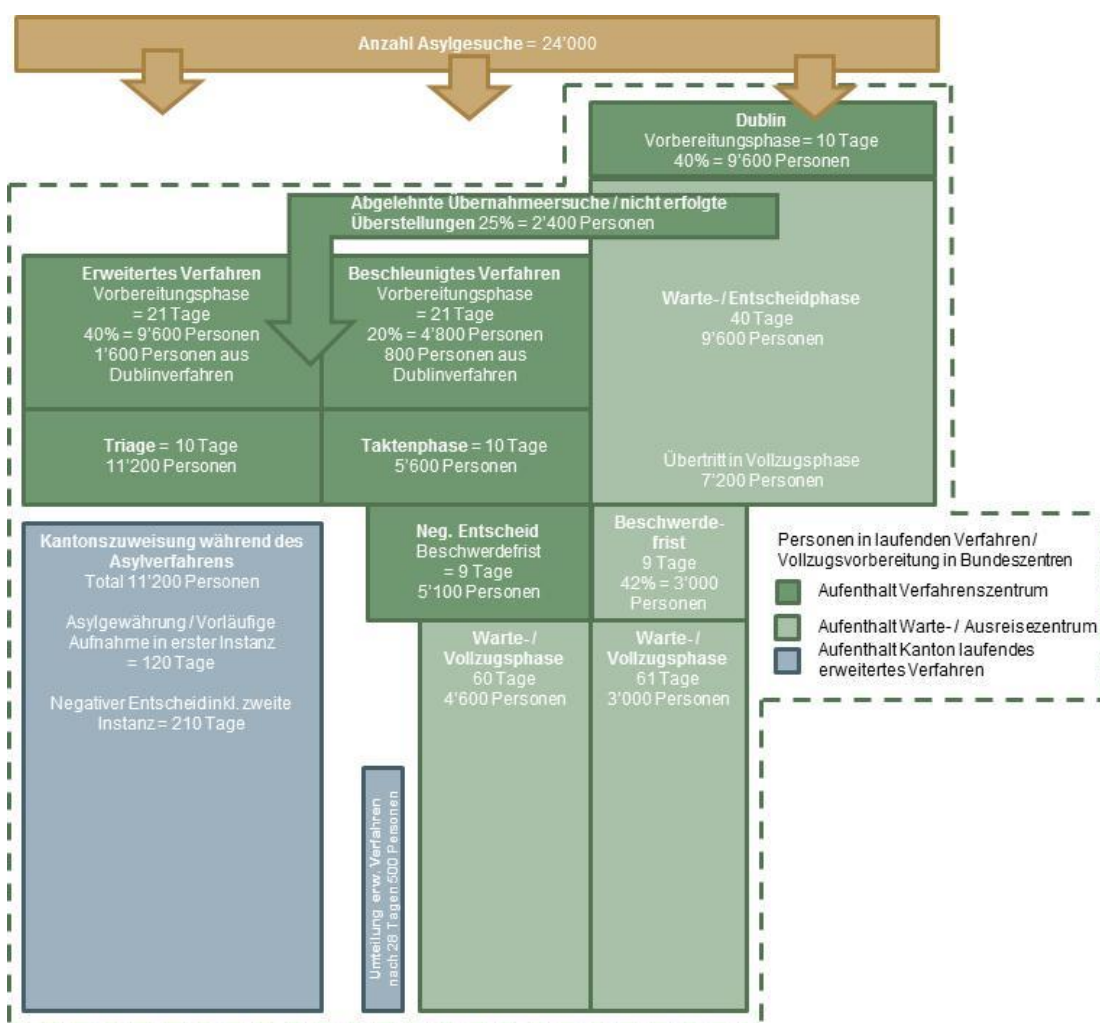 Anzahl Asylgesuche = 24’000
Dublin
Vorbereitungsphase = 10 Tage
40% = 9’600 Personen
Abgelehnte Übernahmeersuche / nicht erfolgte
Überstellungen 25% = 2’400 Personen
Erweitertes Verfahren
Vorbereitungsphase
= 21 Tage
40% = 9’600 Personen
1’600 Personen aus
Dublinverfahren
Beschleunigtes Verfahren
Vorbereitungsphase
= 21 Tage
20% = 4’800 Personen
800 Personen aus
Dublinverfahren
Warte- / Entscheidphase
40 Tage
9’600 Personen
Triage = 10 Tage
11’200 Personen
Taktenphase = 10 Tage
5’600 Personen
Übertritt in Vollzugsphase
7’200 Personen
Kantonszuweisung während des
Asylverfahrens
Total 11’200 Personen
Asylgewährung / Vorläufige
Aufnahme in erster Instanz
= 120 Tage
Negativer Entscheid inkl. zweite
Instanz = 210 Tage
Neg. Entscheid
Beschwerdefrist
= 9 Tage
5’100 Personen
Beschwerde-
frist
9 Tage
42% = 3’000
Personen
Personen in laufenden Verfahren /
Vollzugsvorbereitung in Bundeszentren
Aufenthalt Verfahrenszentrum
Aufenthalt Warte- / Ausreisezentrum
Aufenthalt Kanton laufendes
erweitertes Verfahren
Warte- /
Vollzugsphase
60 Tage
4’600 Personen
Warte- /
Vollzugsphase
61 Tage
3’000 Personen
Umteilung erw. Verfahren
nach 28 Tagen 500 Personen